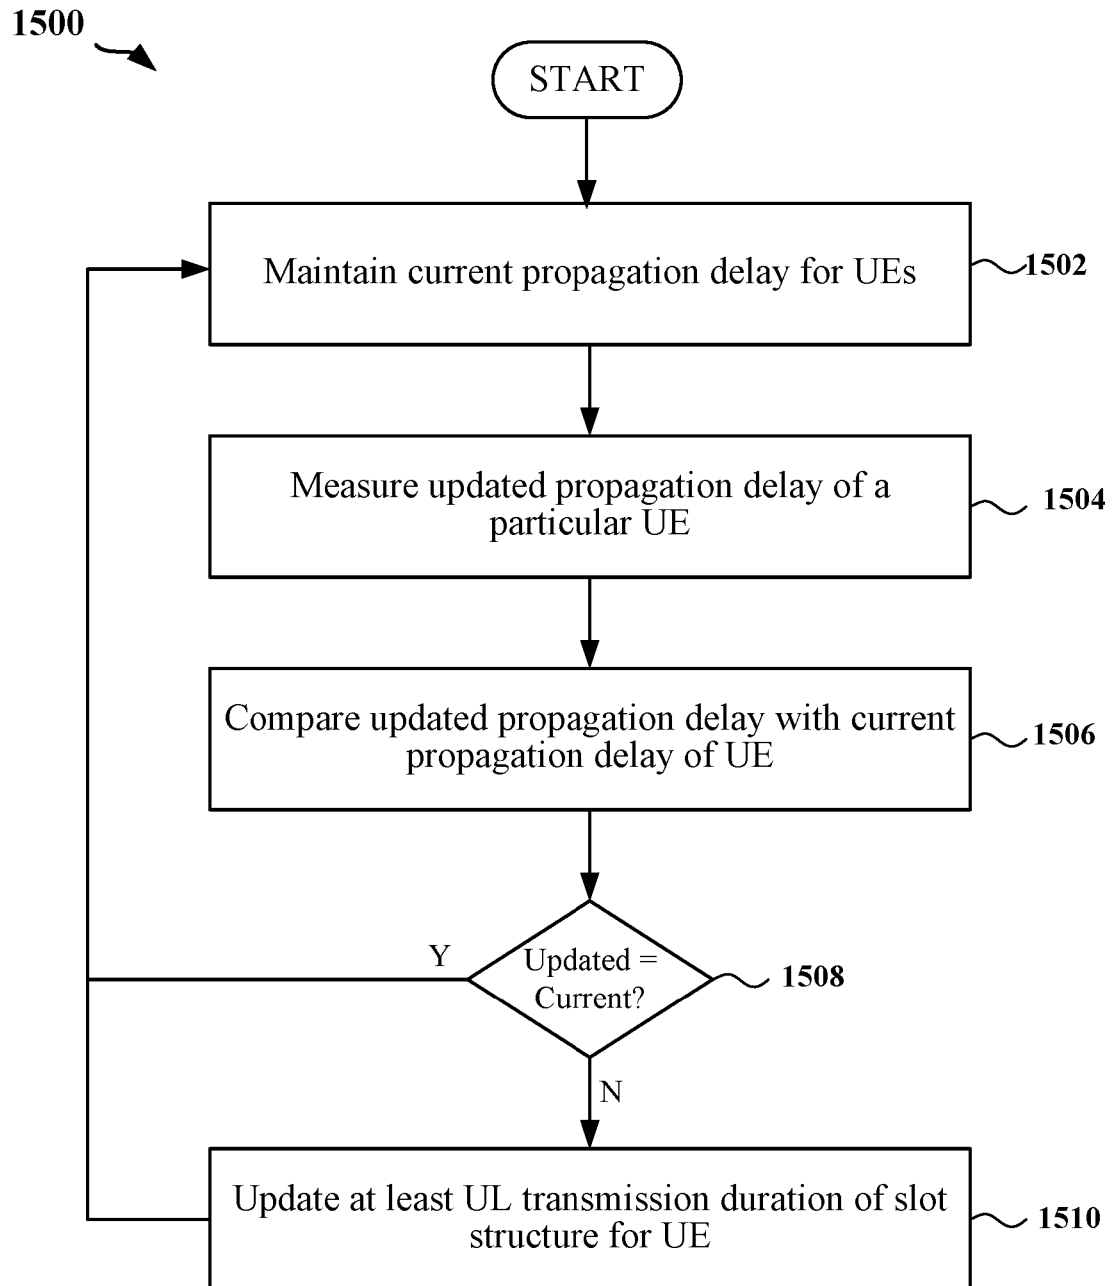 1500
START
Maintain current propagation delay for UEs
1502
Measure updated propagation delay of a
particular UE
1504
Compare updated propagation delay with current
propagation delay of UE
1506
Y
Updated =
Current?
1508
N
Update at least UL transmission duration of slot
structure for UE
1510